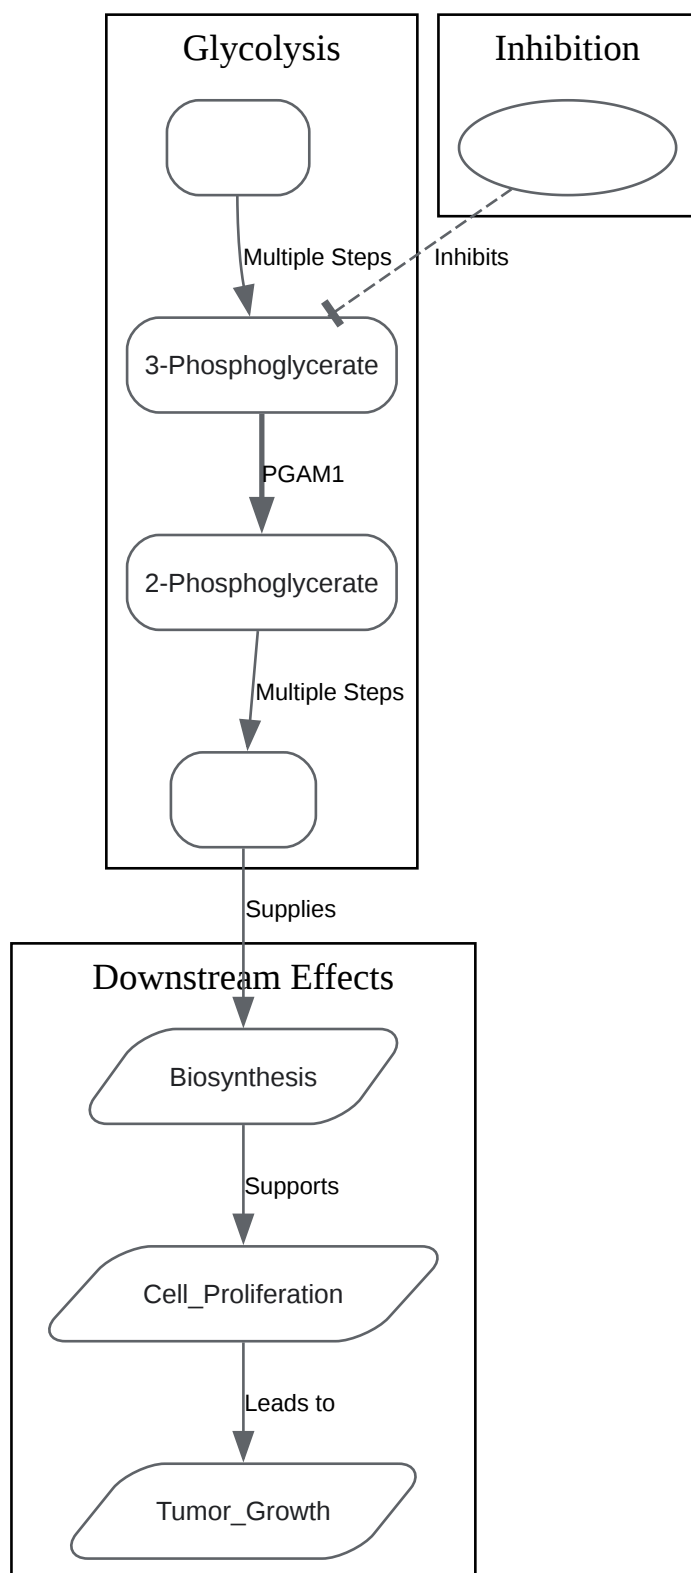 Glycolysis
Inhibition
Multiple Steps
Inhibits
3-Phosphoglycerate
PGAM1
2-Phosphoglycerate
Multiple Steps
Supplies
Downstream Effects
Biosynthesis
Supports
Cell_Proliferation
Leads to
Tumor_Growth